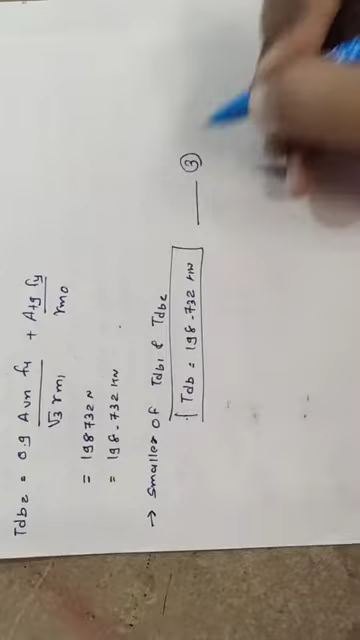 Tdb2 = 0.9 Avn fy / √3 γm1 + Atg fy / γm0
= 198732 N
= 198.732 KN
→ smaller of Tdb1 & Tdb2
Tdb = 198.732 KN —— ③